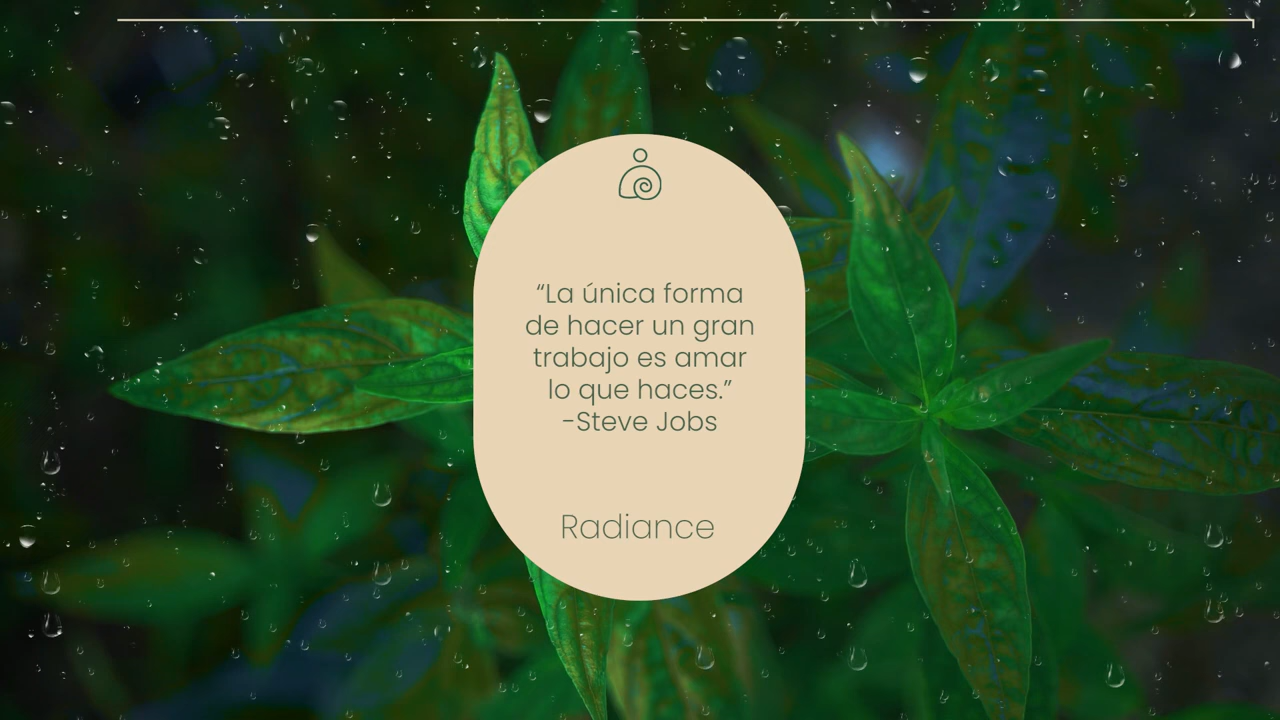 “La única forma
de hacer un gran
trabajo es amar
lo que haces.”
-Steve Jobs
Radiance